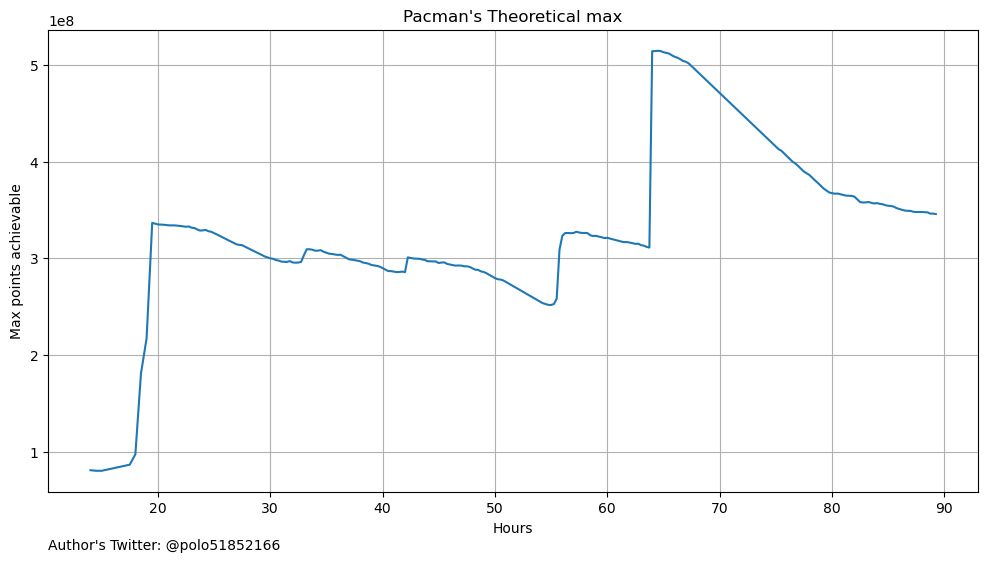 Pacman's Theoretical max
1e8
5
4
3
2
1
Max points achievable
20 30 40 50 60 70 80 90
Hours
Author's Twitter: @polo51852166